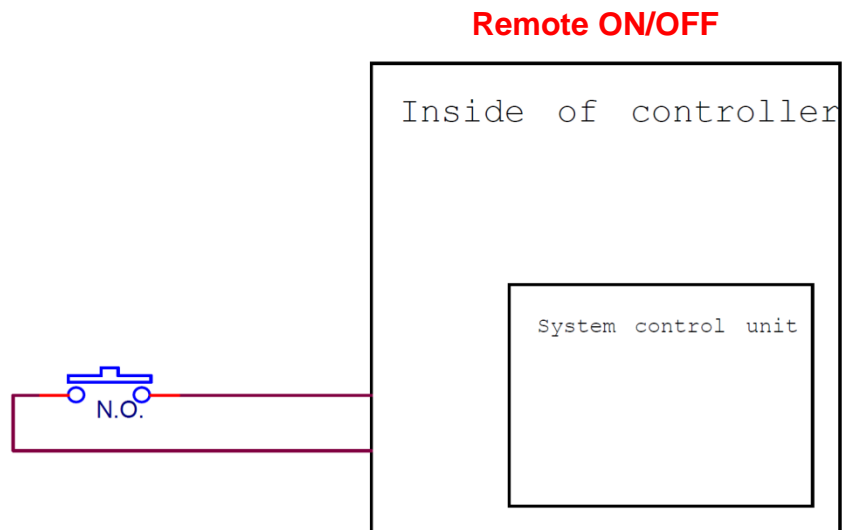 Remote ON/OFF
Inside of controller
System control unit
N.O.